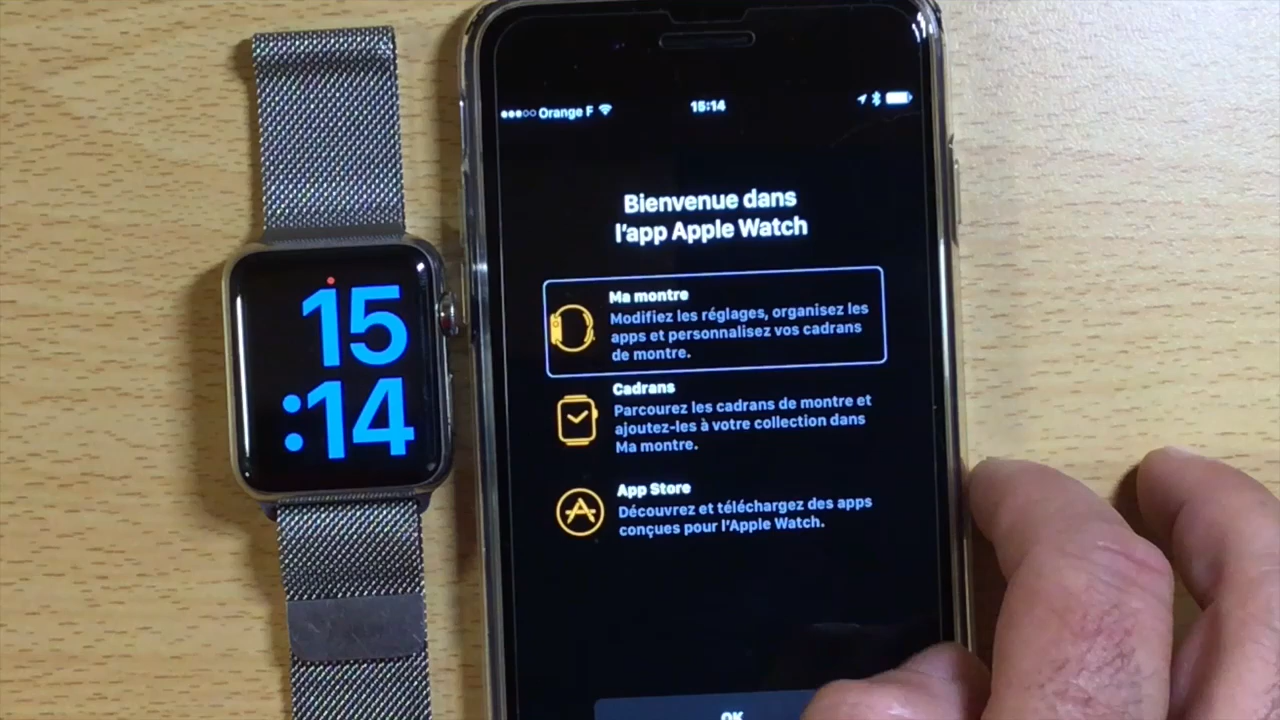 15
:14
Orange F
15:14
Bienvenue dans
l'app Apple Watch
Ma montre
Modifiez les réglages, organisez les
apps et personnalisez vos cadrans
de montre.
Cadrans
Parcourez les cadrans de montre et
ajoutez-les à votre collection dans
Ma montre.
App Store
Découvrez et téléchargez des apps
conçues pour l'Apple Watch.
OK